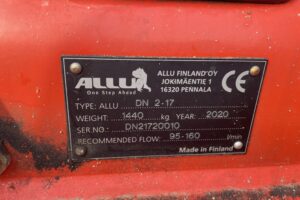 ALLU
One Step Ahead
ALLU FINLAND OY
JOKIMÄENTIE 1
16320 PENNALA
CE
TYPE: ALLU DN 2-17
WEIGHT: 1440 kg YEAR: 2020
SER NO.: DN21720010
RECOMMENDED FLOW: 95-160 l/min
Made in Finland